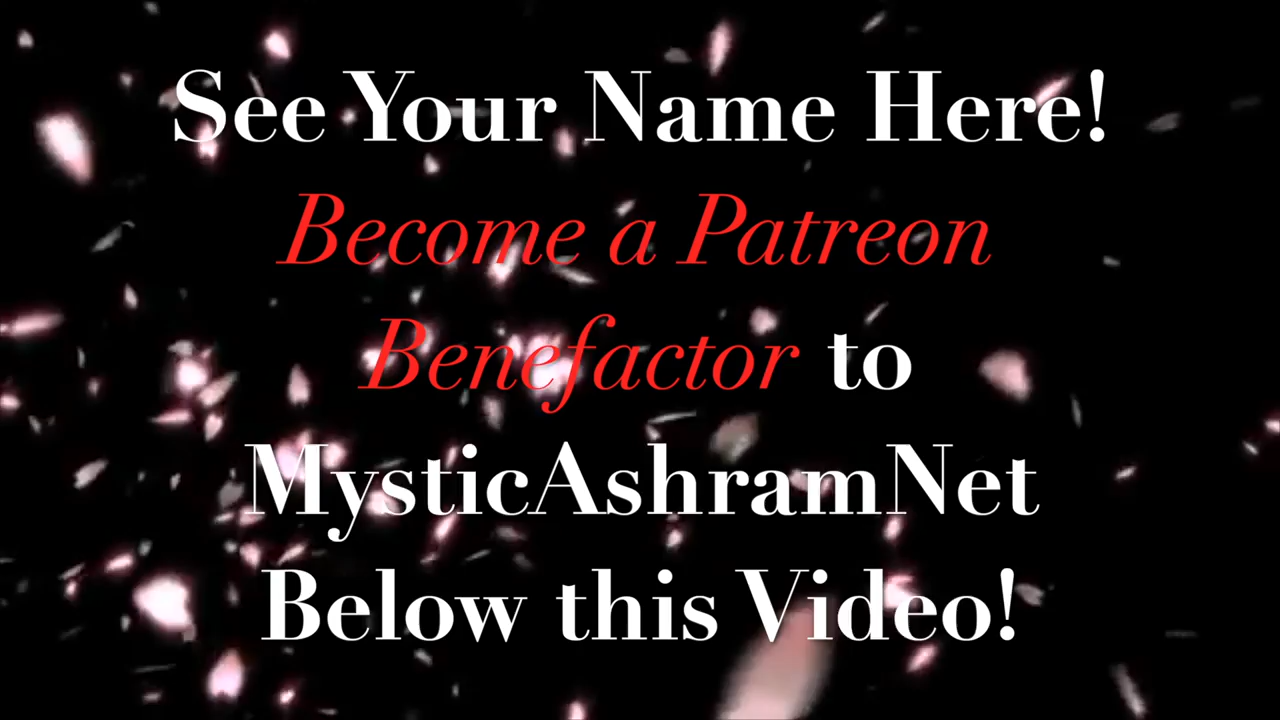 See Your Name Here!
Become a Patreon
Benefactor to
MysticAshramNet
Below this Video!